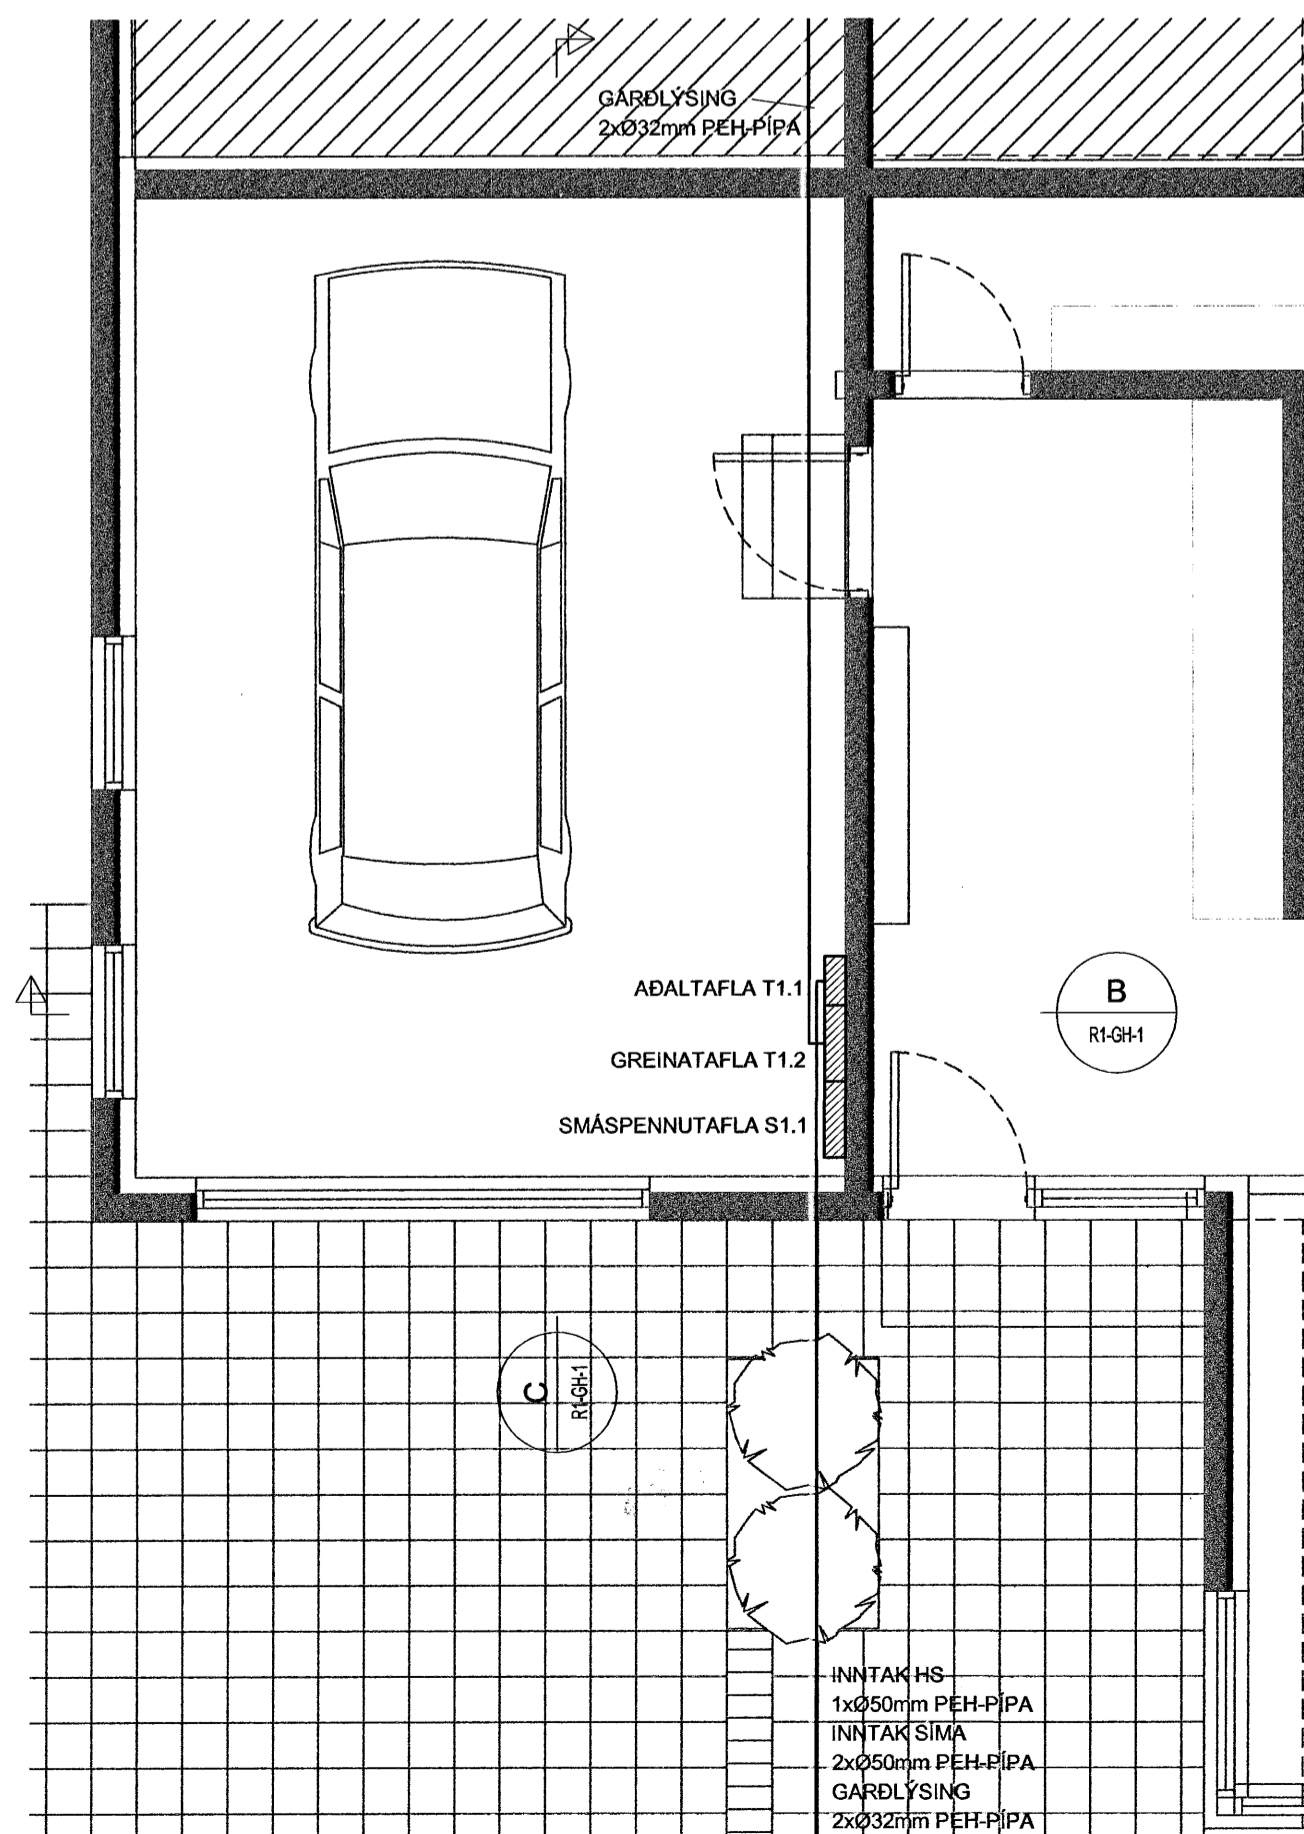 GARÐLÝSING
2xØ32mm PEH-PÍPA
AÐALTAFLA T1.1
B
R1-GH-1
GREINATAFLA T1.2
SMÁSPENNUTAFLA S1.1
C
R1-GH-1
INNTAK HS
1xØ50mm PEH-PÍPA
INNTAK SÍMA
2xØ50mm PEH-PÍPA
GARÐLÝSING
2xØ32mm PEH-PÍPA